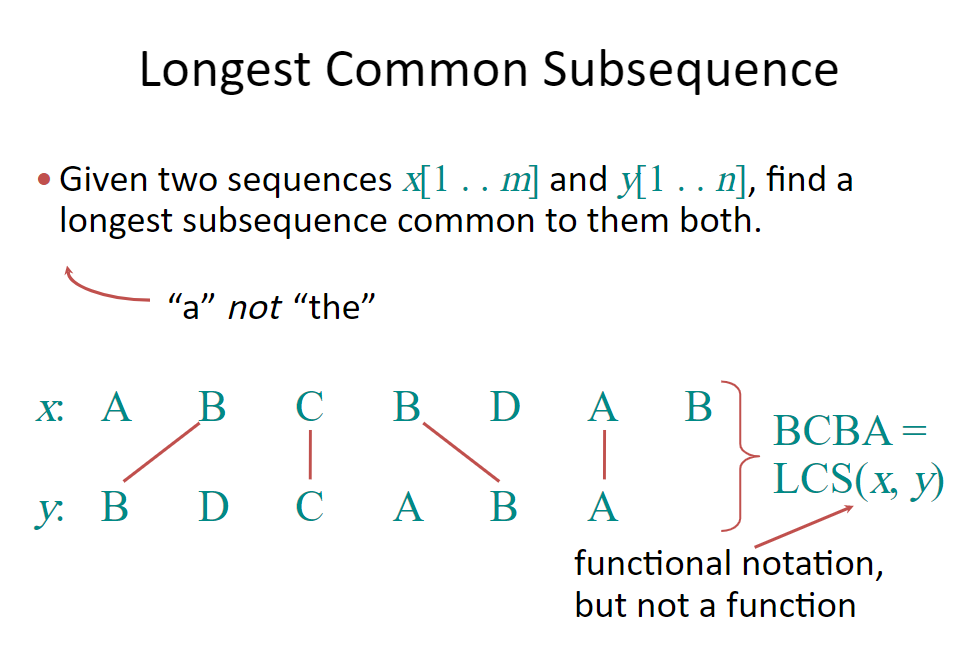 Longest Common Subsequence
• Given two sequences x[1 . . m] and y[1 . . n], find a
longest subsequence common to them both.
“a” not “the”
x: A B C B D A B
BCBA =
LCS(x, y)
y: B D C A B A
functional notation,
but not a function